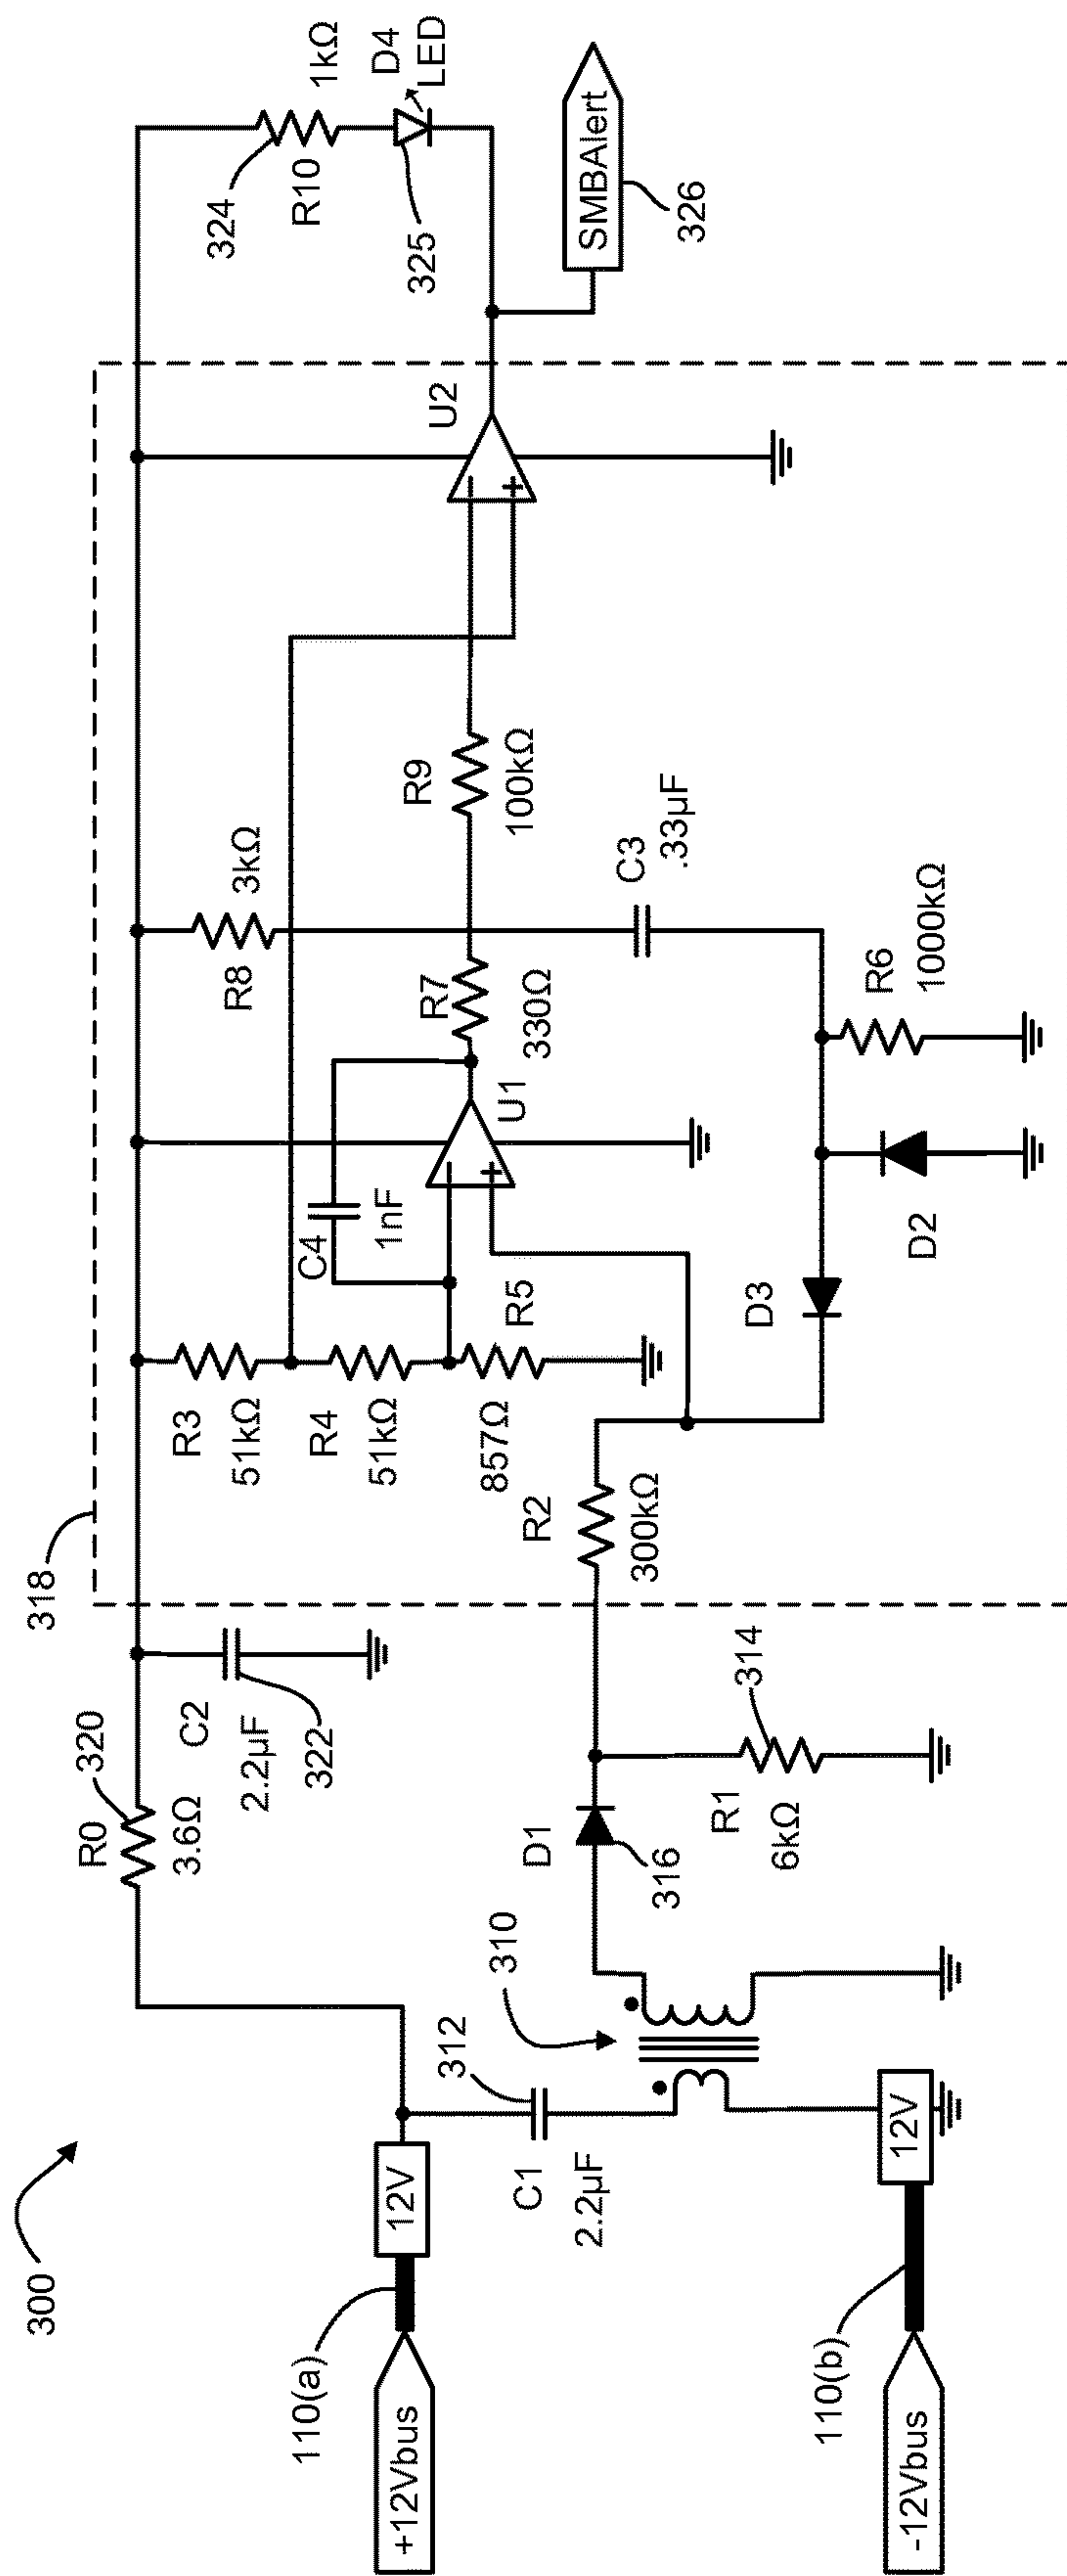 300
+12Vbus
110(a)
12V
-12Vbus
110(b)
12V
C1
2.2µF
312
310
R0
320
3.6Ω
C2
2.2µF
322
D1
316
R1
6kΩ
314
318
R2
300kΩ
R3
51kΩ
R4
51kΩ
R5
857Ω
C4
1nF
U1
-
+
D3
D2
R6
1000kΩ
R7
330Ω
R8
3kΩ
C3
.33µF
R9
100kΩ
U2
-
+
324
R10
1kΩ
325
D4
LED
SMBAlert
326